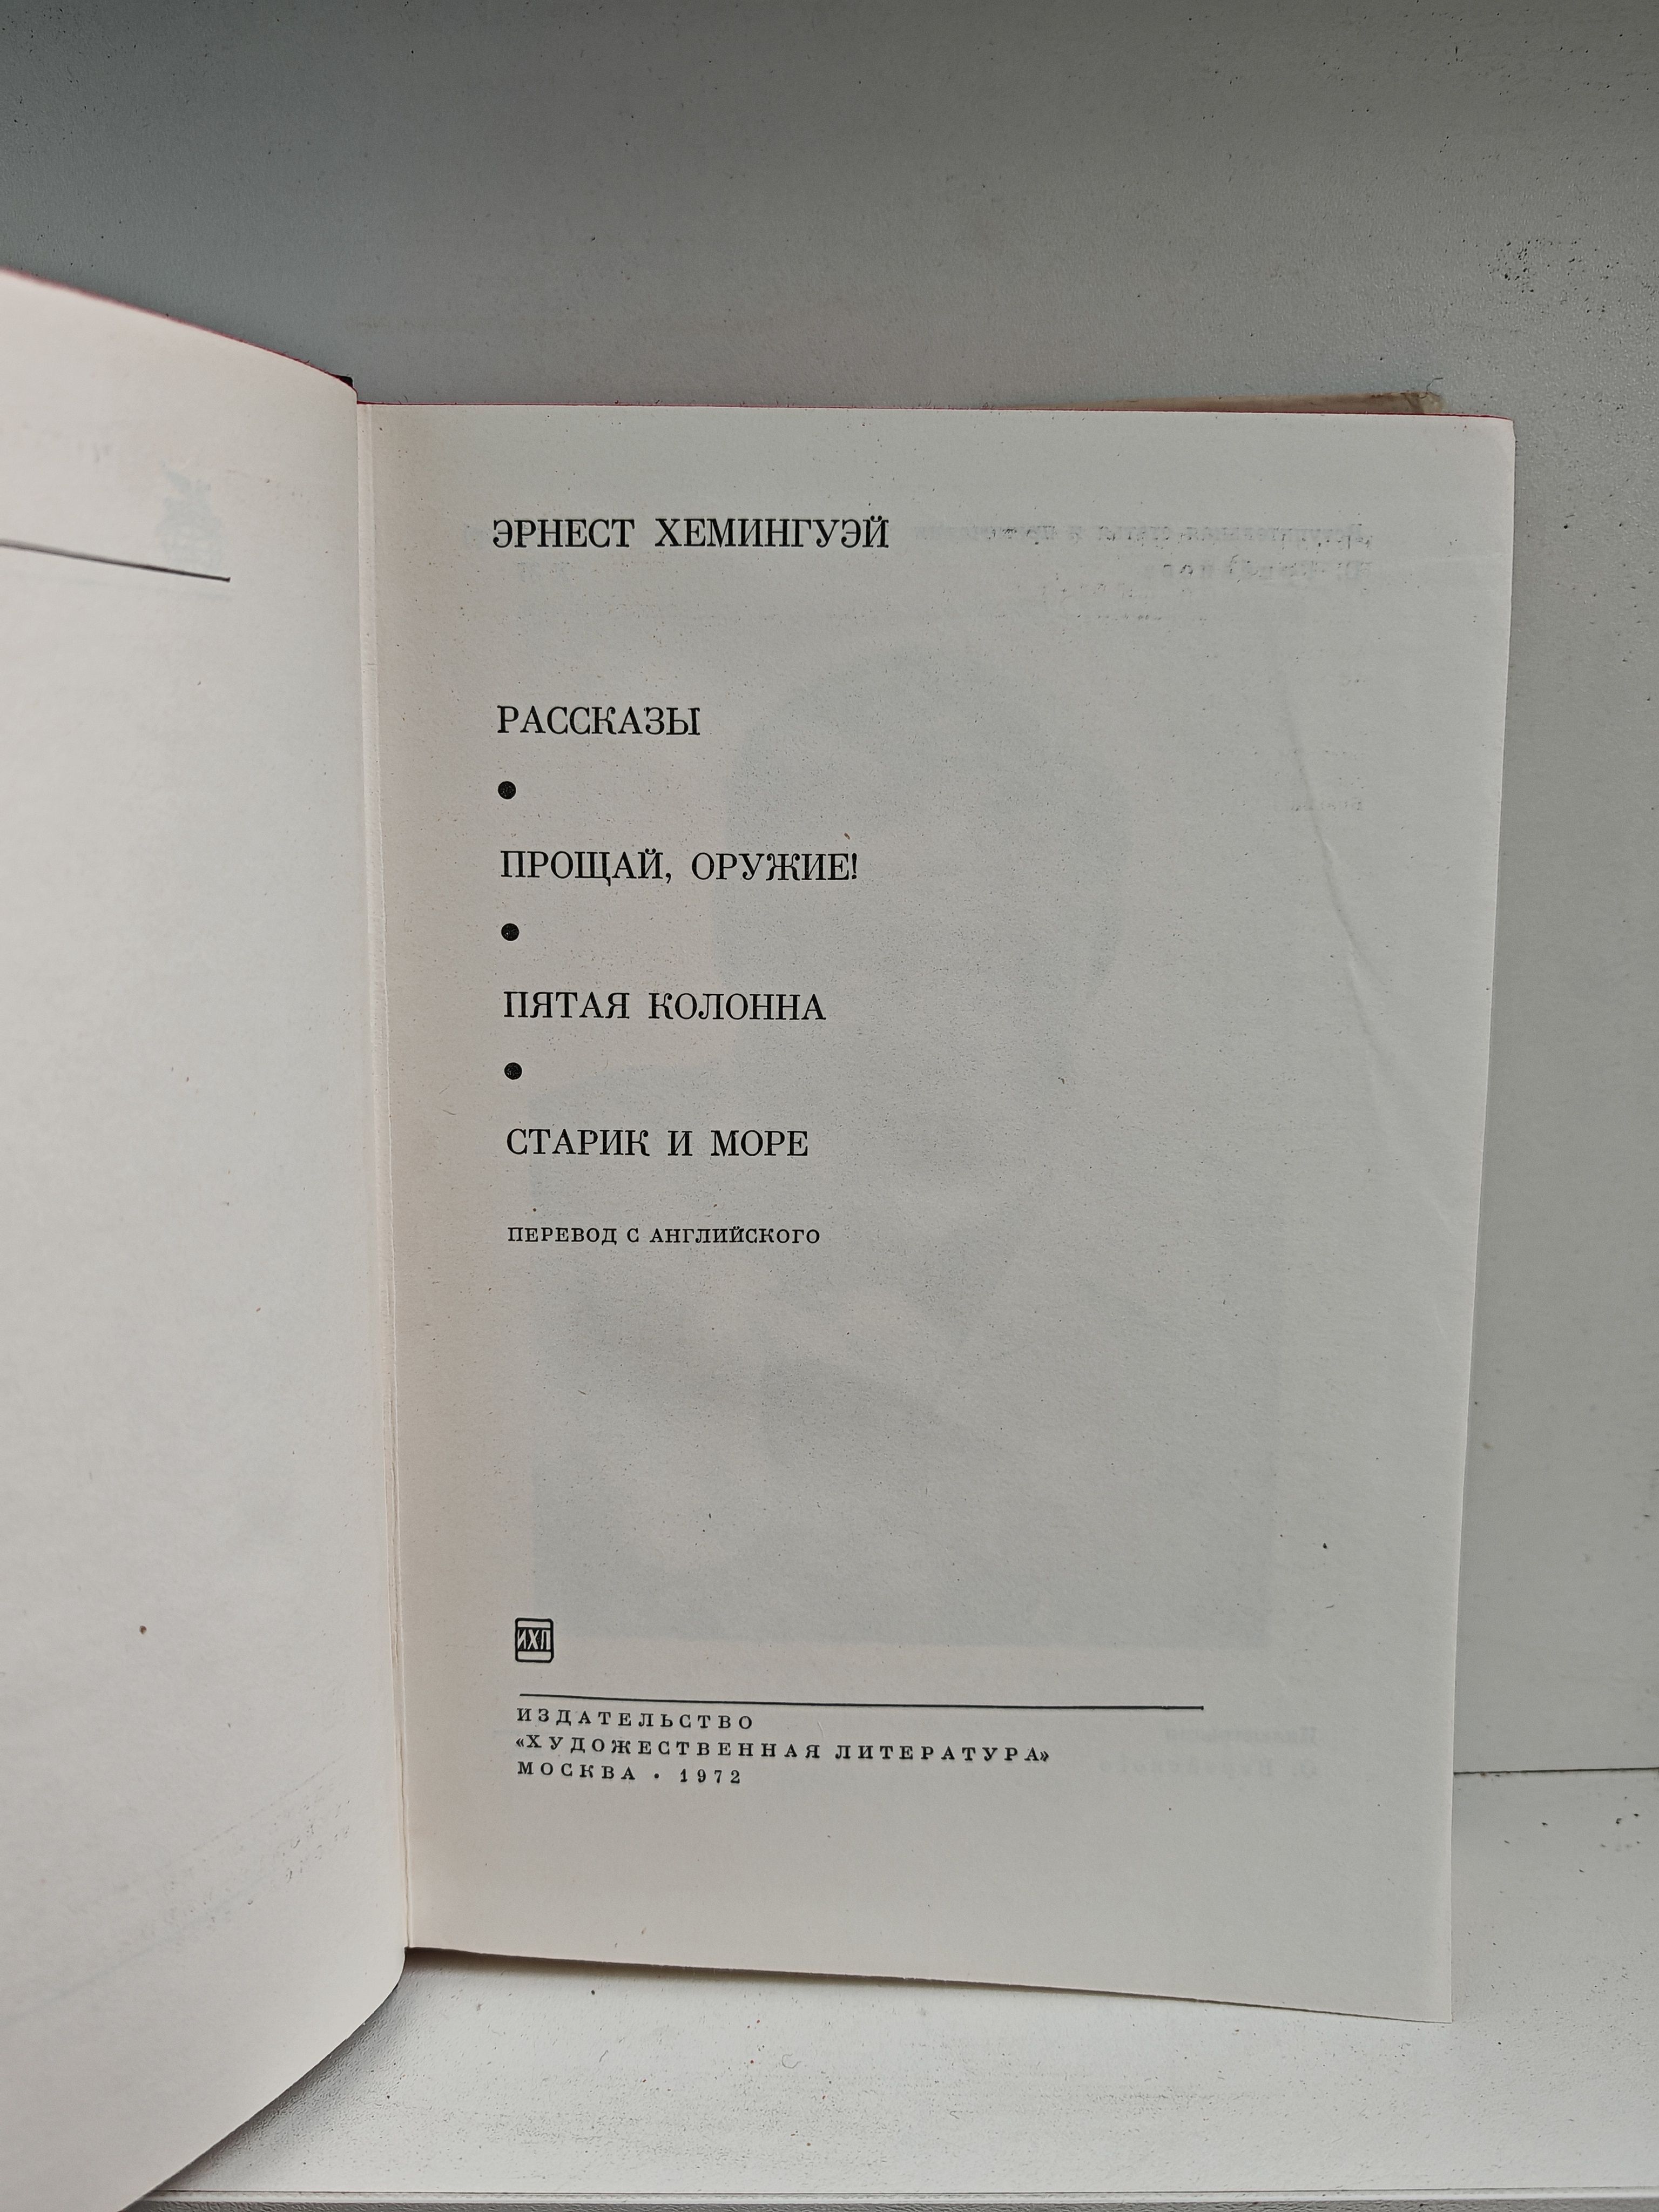 ЭРНЕСТ ХЕМИНГУЭЙ
РАССКАЗЫ
●
ПРОЩАЙ, ОРУЖИЕ!
●
ПЯТАЯ КОЛОННА
●
СТАРИК И МОРЕ
ПЕРЕВОД С АНГЛИЙСКОГО
ИХЛ
ИЗДАТЕЛЬСТВО
«ХУДОЖЕСТВЕННАЯ ЛИТЕРАТУРА»
МОСКВА · 1972